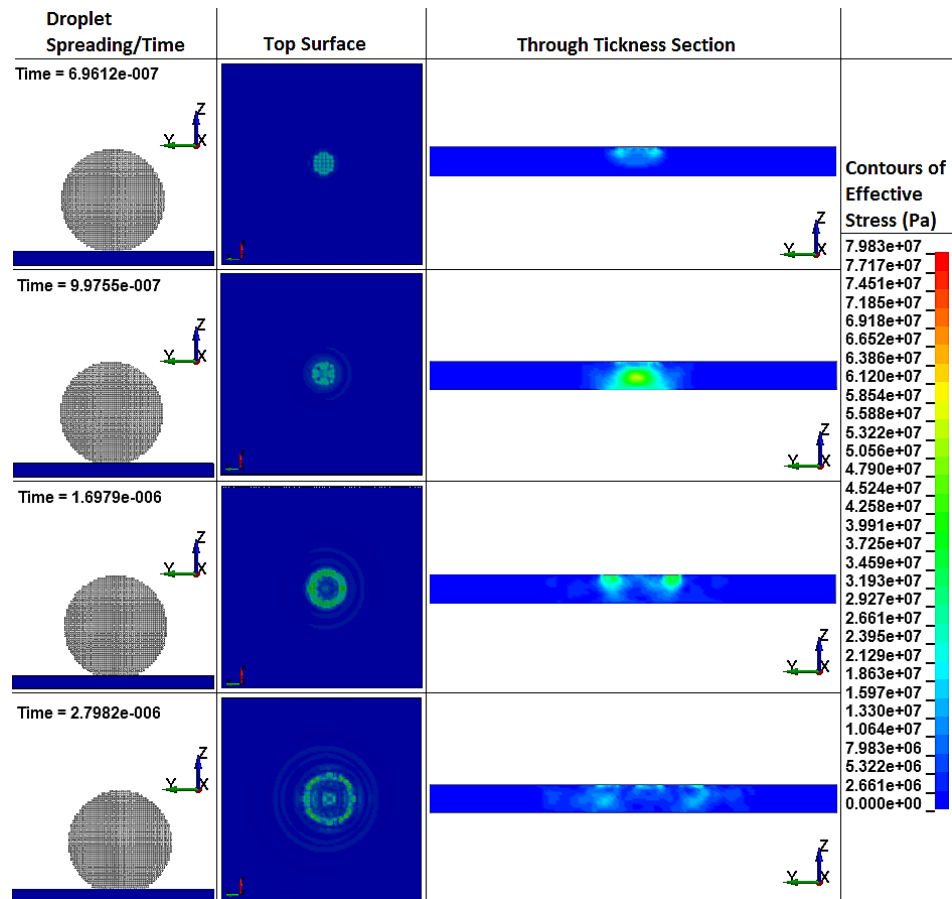 Droplet
Spreading/Time
Top Surface
Through Tickness Section
Time = 6.9612e-007
Z
Y
X
Z
Y
X
Time = 9.9755e-007
Z
Y
X
Z
Y
X
Time = 1.6979e-006
Z
Y
X
Z
Y
X
Time = 2.7982e-006
Z
Y
X
Z
Y
X
Contours of
Effective
Stress (Pa)
7.983e+07
7.717e+07
7.451e+07
7.185e+07
6.918e+07
6.652e+07
6.386e+07
6.120e+07
5.854e+07
5.588e+07
5.322e+07
5.056e+07
4.790e+07
4.524e+07
4.258e+07
3.991e+07
3.725e+07
3.459e+07
3.193e+07
2.927e+07
2.661e+07
2.395e+07
2.129e+07
1.863e+07
1.597e+07
1.330e+07
1.064e+07
7.983e+06
5.322e+06
2.661e+06
0.000e+00